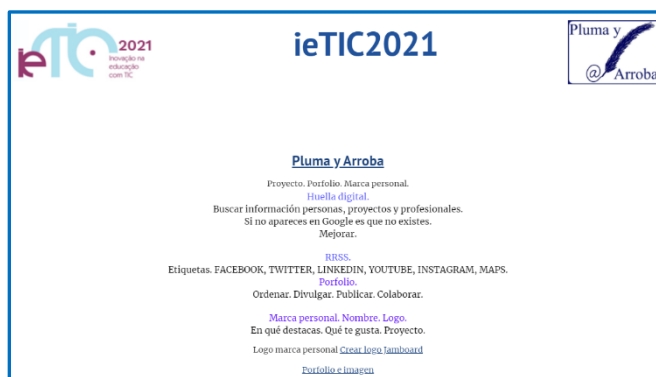 ieTIC
2021
Inovação na
educação
com TIC
ieTIC2021
Pluma y
@ Arroba
Pluma y Arroba
Proyecto. Porfolio. Marca personal.
Huella digital.
Buscar información personas, proyectos y profesionales.
Si no apareces en Google es que no existes.
Mejorar.
RRSS.
Etiquetas. FACEBOOK, TWITTER, LINKEDIN, YOUTUBE, INSTAGRAM, MAPS.
Porfolio.
Ordenar. Divulgar. Publicar. Colaborar.
Marca personal. Nombre. Logo.
En qué destacas. Qué te gusta. Proyecto.
Logo marca personal Crear logo Jamboard
Porfolio e imagen